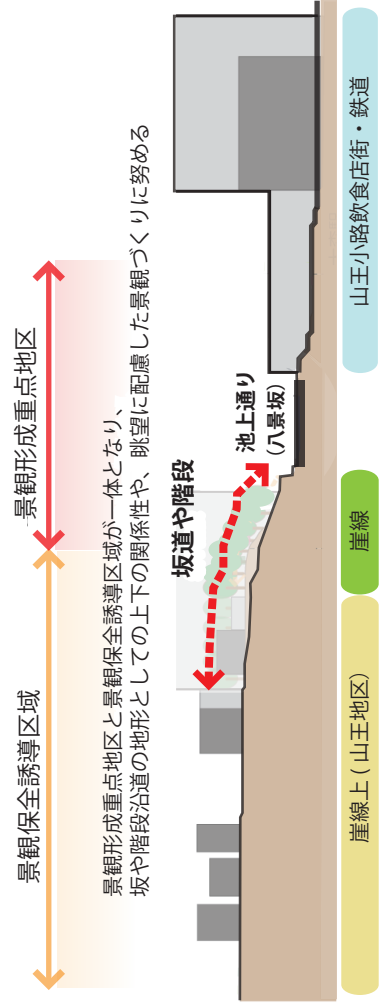 景観保全誘導区域
景観形成重点地区
景観形成重点地区と景観保全誘導区域が一体となり、
坂や階段沿道の地形としての上下の関係性や、眺望に配慮した景観づくりに努める
坂道や階段
池上通り
（八景坂）
崖線上 ( 山王地区 )
崖線
山王小路飲食店街・鉄道